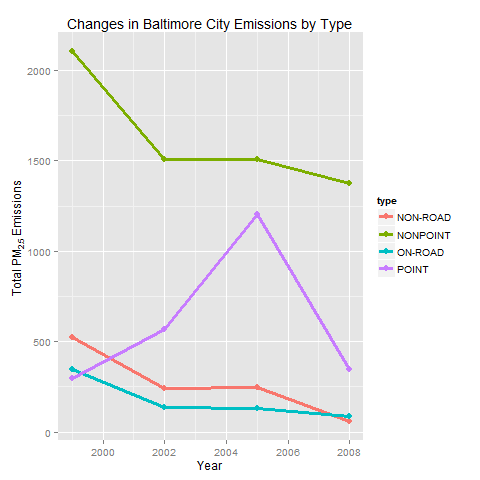 Changes in Baltimore City Emissions by Type
Total PM2.5 Emissions
2000
1500
1000
500
0
2000
2002
2004
2006
2008
Year
type
NON-ROAD
NONPOINT
ON-ROAD
POINT